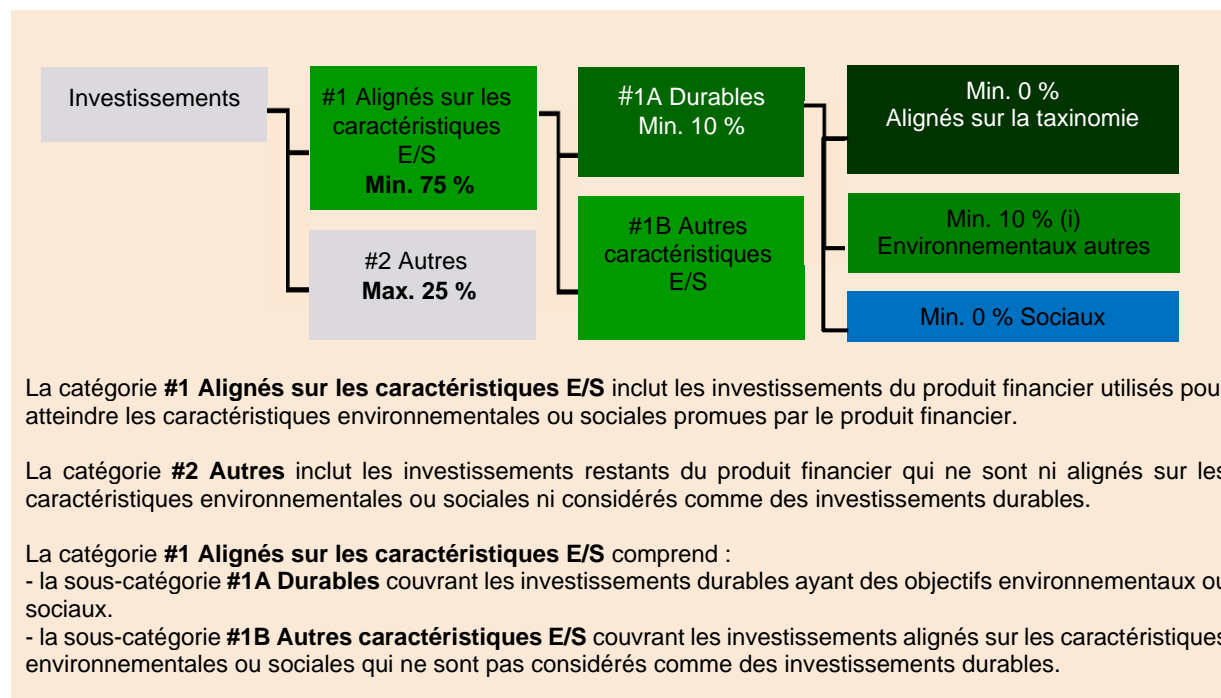 Investissements
#1 Alignés sur les
caractéristiques
E/S
Min. 75 %
#2 Autres
Max. 25 %
#1A Durables
Min. 10 %
#1B Autres
caractéristiques
E/S
Min. 0 %
Alignés sur la taxinomie
Min. 10 % (i)
Environnementaux autres
Min. 0 % Sociaux
La catégorie #1 Alignés sur les caractéristiques E/S inclut les investissements du produit financier utilisés pou
atteindre les caractéristiques environnementales ou sociales promues par le produit financier.
La catégorie #2 Autres inclut les investissements restants du produit financier qui ne sont ni alignés sur les
caractéristiques environnementales ou sociales ni considérés comme des investissements durables.
La catégorie #1 Alignés sur les caractéristiques E/S comprend :
- la sous-catégorie #1A Durables couvrant les investissements durables ayant des objectifs environnementaux ou
sociaux.
- la sous-catégorie #1B Autres caractéristiques E/S couvrant les investissements alignés sur les caractéristiques
environnementales ou sociales qui ne sont pas considérés comme des investissements durables.